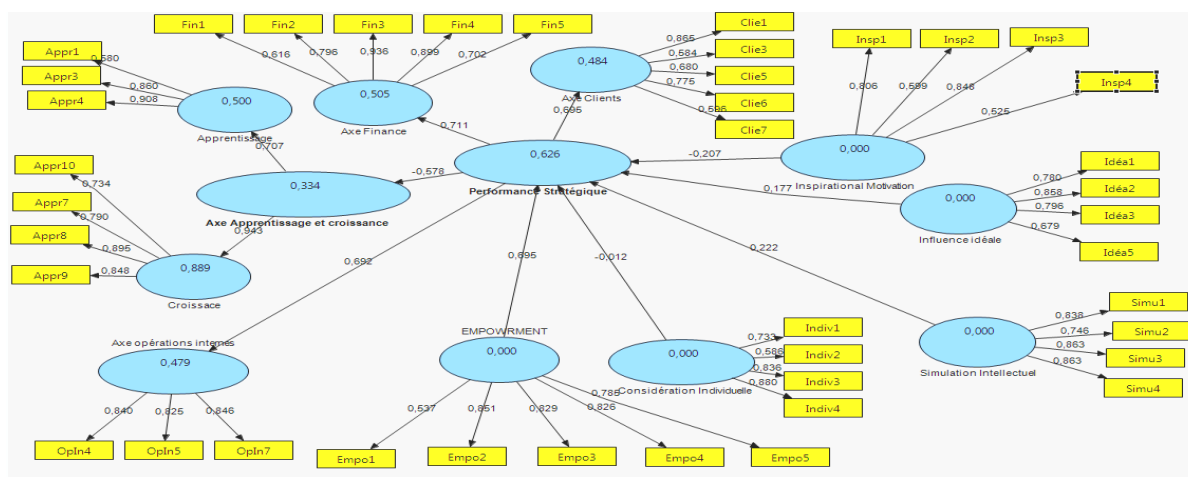 Fin1
Fin2
Fin3
Fin4
Fin5
Clie1
Insp1
Insp2
Insp3
Appr1
0,616
0,796
0,936
0,899
0,702
0,865
Clie3
0,580
0,484
0,584
Appr3
0,860
0,680
Clie5
Insp4
0,806
0,599
0,846
Appr4
0,908
0,500
0,505
0,775
Clie6
Axe Clients
0,596
0,525
Apprentissage
Axe Finance
0,711
0,695
Clie7
0,707
0,626
-0,207
0,000
Idéa1
Appr10
0,780
0,734
-0,578
Performance Stratégique
Inspirational Motivation
0,858
Idéa2
0,334
0,177
0,000
Appr7
0,790
0,796
Idéa3
Axe Apprentissage et croissance
Influence idéale
0,679
Appr8
0,895
0,943
Idéa5
0,692
0,695
-0,012
0,222
Appr9
0,848
0,889
Croissace
Simu1
0,838
EMPOWRMENT
Indiv1
0,000
0,746
Simu2
Axe opérations internes
0,733
0,000
0,000
0,586
Indiv2
0,863
Simu3
0,479
0,836
Indiv3
Simulation Intellectuel
0,863
Considération Individuelle
0,880
Simu4
0,785
Indiv4
0,840
0,825
0,846
0,537
0,851
0,829
0,826
OpIn4
OpIn5
OpIn7
Empo1
Empo2
Empo3
Empo4
Empo5